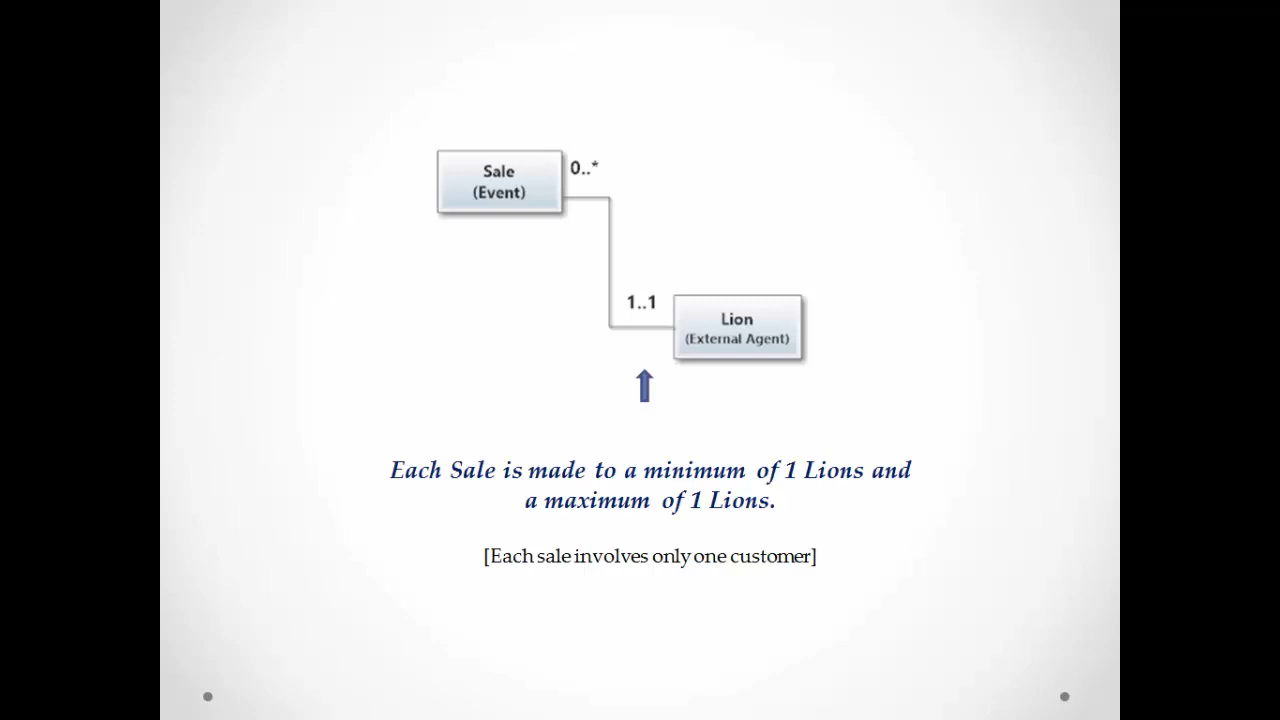 Sale
(Event)
0..*
1..1
Lion
(External Agent)
Each Sale is made to a minimum of 1 Lions and
a maximum of 1 Lions.
[Each sale involves only one customer]